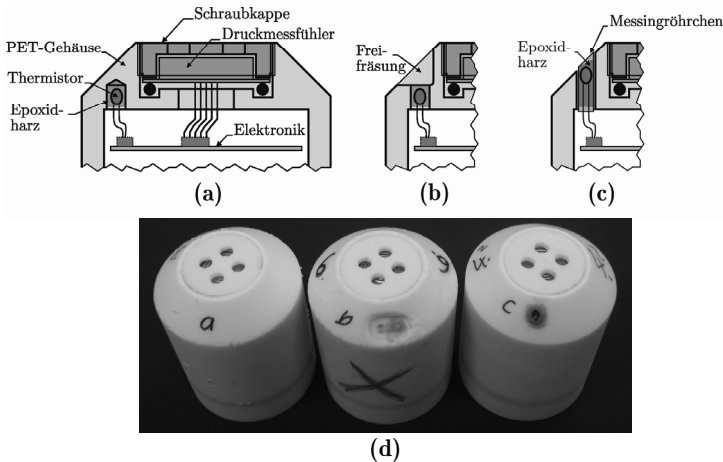 Schraubkappe
Druckmessfühler
PET-Gehäuse
Thermistor
Epoxid-
harz
Elektronik
(a)
Frei-
fräsung
(b)
Messingröhrchen
Epoxid-
harz
(c)
a
b
c
(d)